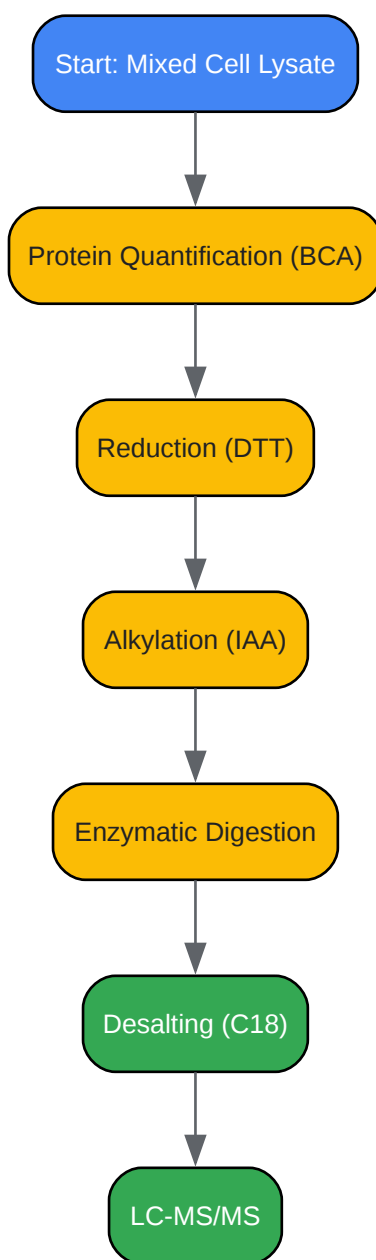 Start: Mixed Cell Lysate
Protein Quantification (BCA)
Reduction (DTT)
Alkylation (IAA)
Enzymatic Digestion
Desalting (C18)
LC-MS/MS